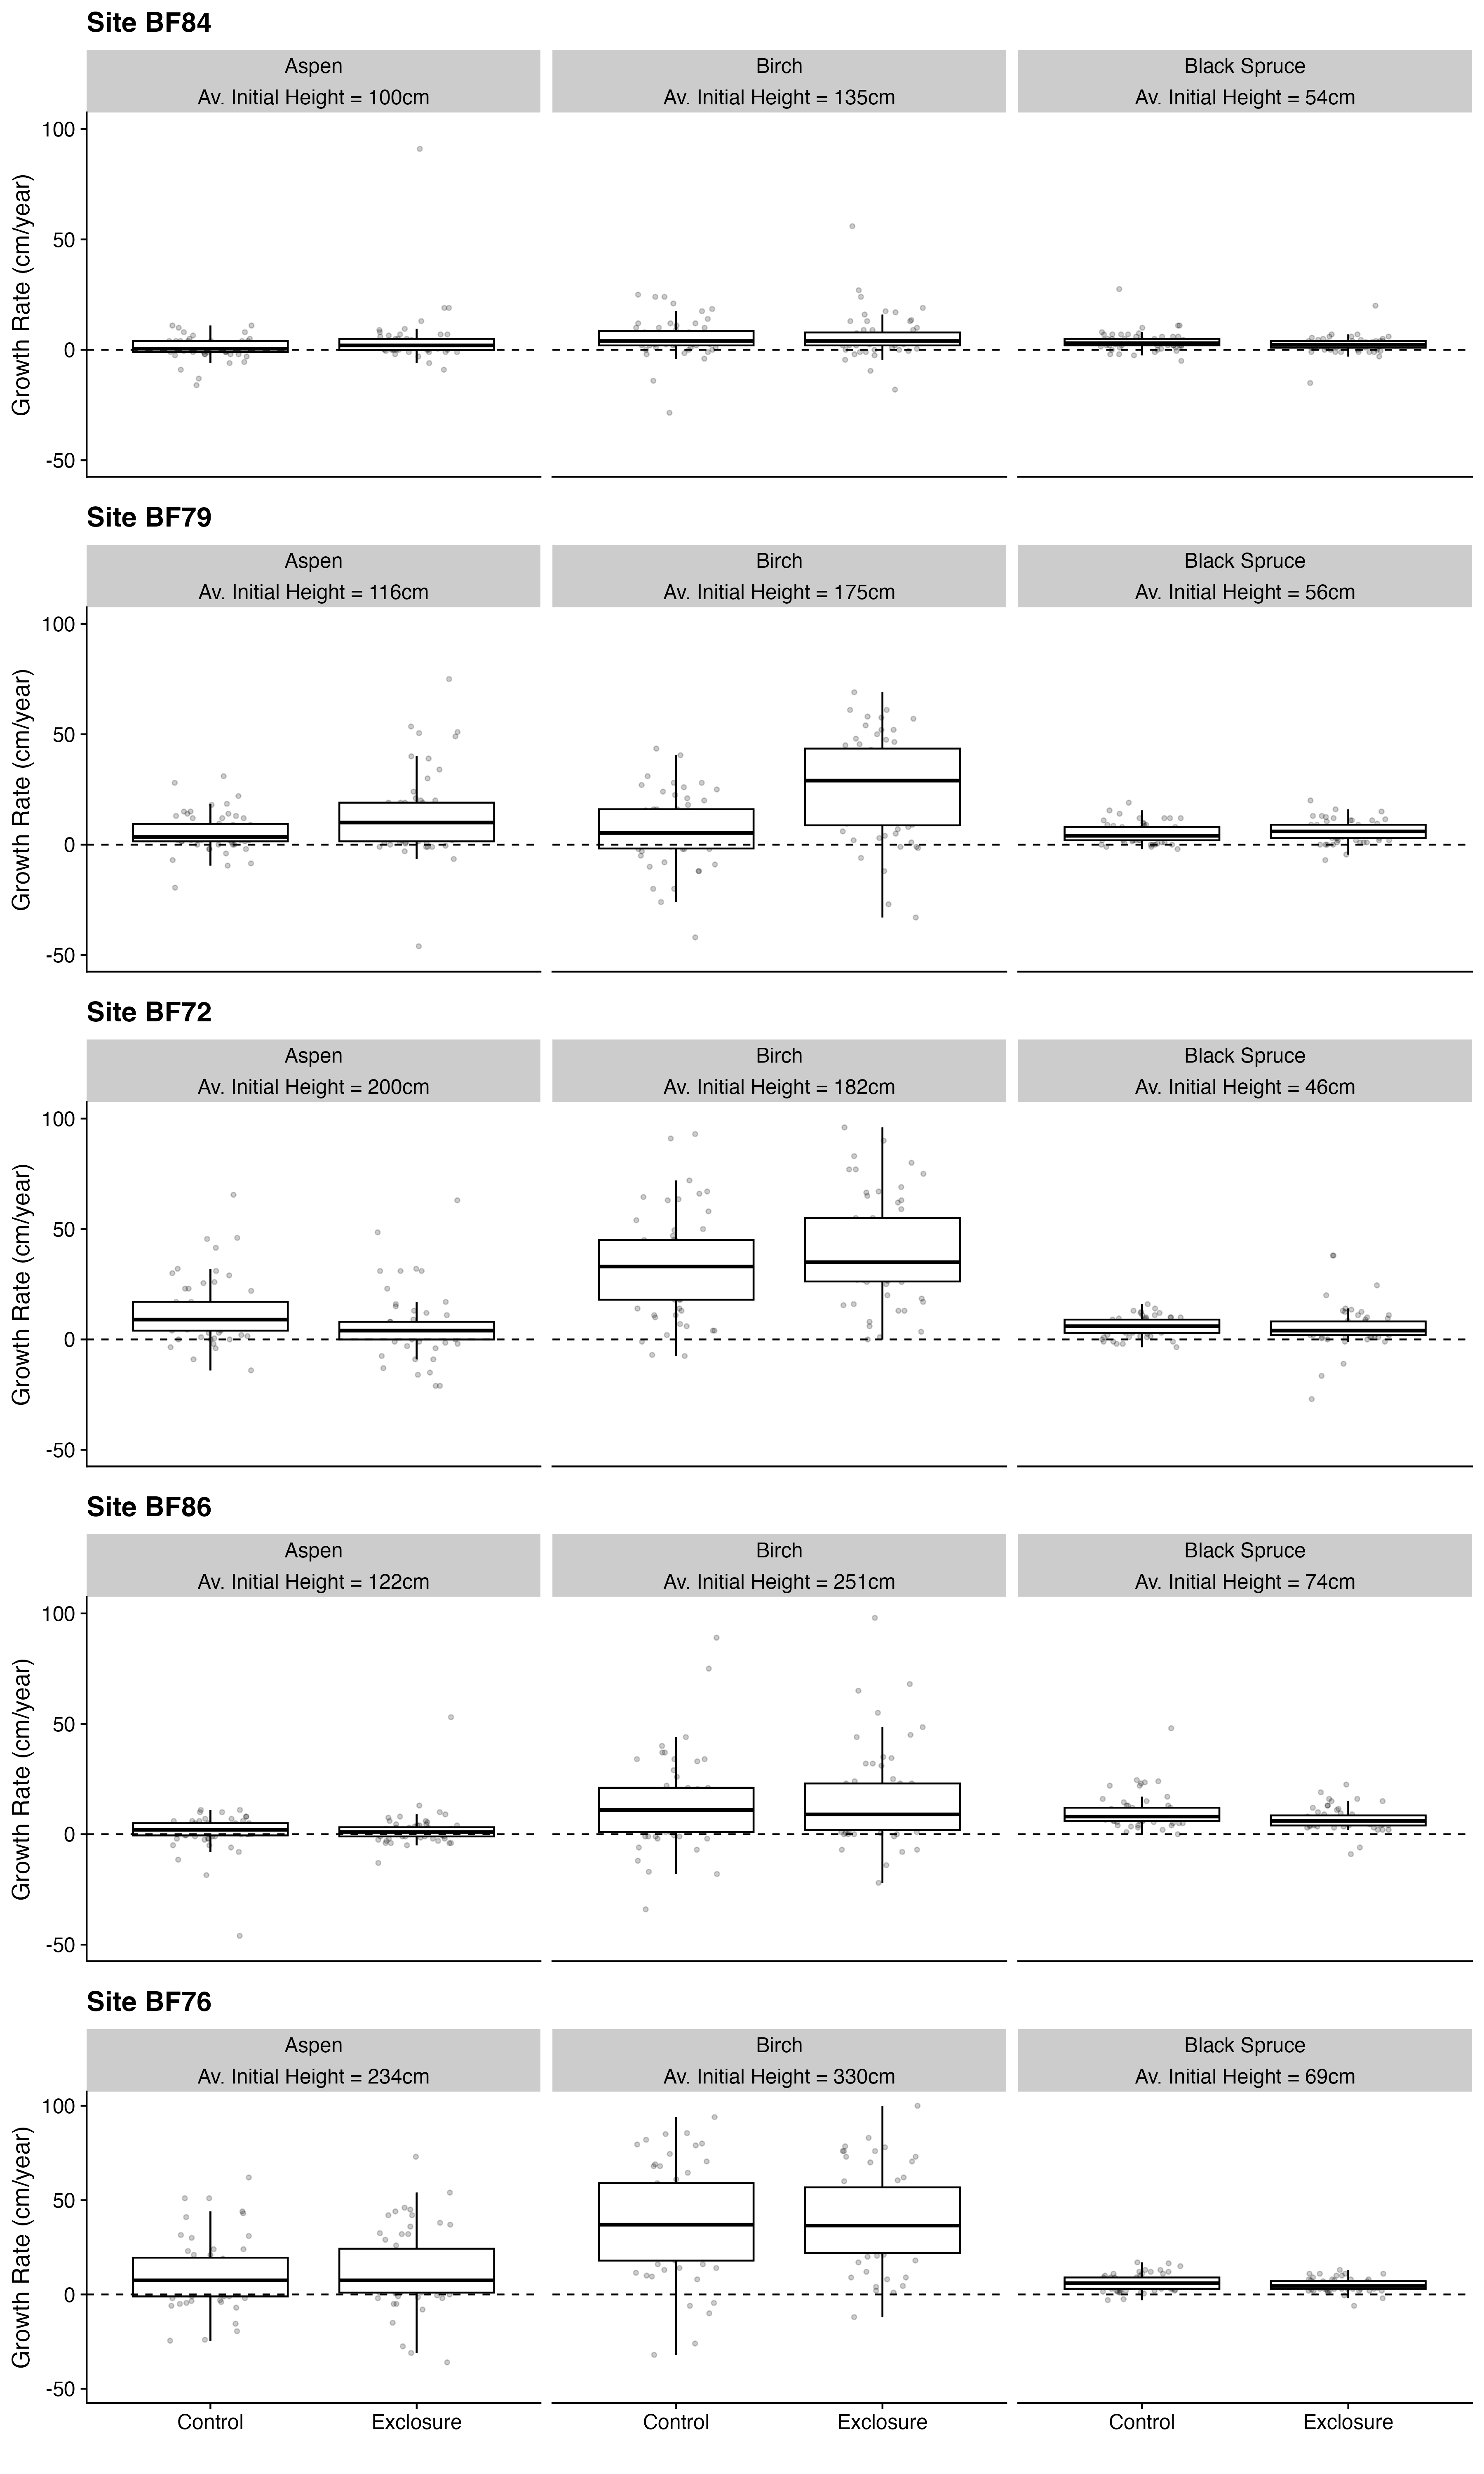 Site BF84
Aspen
Av. Initial Height = 100cm
Birch
Av. Initial Height = 135cm
Black Spruce
Av. Initial Height = 54cm
Growth Rate (cm/year)
100
50
0
-50
Site BF79
Aspen
Av. Initial Height = 116cm
Birch
Av. Initial Height = 175cm
Black Spruce
Av. Initial Height = 56cm
Growth Rate (cm/year)
100
50
0
-50
Site BF72
Aspen
Av. Initial Height = 200cm
Birch
Av. Initial Height = 182cm
Black Spruce
Av. Initial Height = 46cm
Growth Rate (cm/year)
100
50
0
-50
Site BF86
Aspen
Av. Initial Height = 122cm
Birch
Av. Initial Height = 251cm
Black Spruce
Av. Initial Height = 74cm
Growth Rate (cm/year)
100
50
0
-50
Site BF76
Aspen
Av. Initial Height = 234cm
Birch
Av. Initial Height = 330cm
Black Spruce
Av. Initial Height = 69cm
Growth Rate (cm/year)
100
50
0
-50
Control
Exclosure
Control
Exclosure
Control
Exclosure